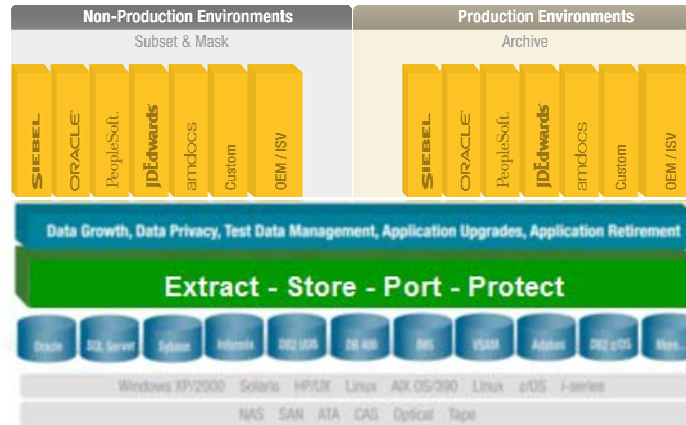 Non-Production Environments
Production Environments
Subset & Mask
Archive
SIEBEL
ORACLE
PeopleSoft.
JDEdwards
amdocs
Custom
OEM / ISV
SIEBEL
ORACLE
PeopleSoft.
JDEdwards
amdocs
Custom
OEM / ISV
Data Growth, Data Privacy, Test Data Management, Application Upgrades, Application Retirement
Extract - Store - Port - Protect
Oracle SQL Server Sybase Informix DB2 UDB DB 400 IMS VSAM Adabas DB2 z/OS More...
Windows XP/2000 Solaris HP/UX Linux AIX OS/390 Linux z/OS i-series
NAS SAN ATA CAS Optical Tape